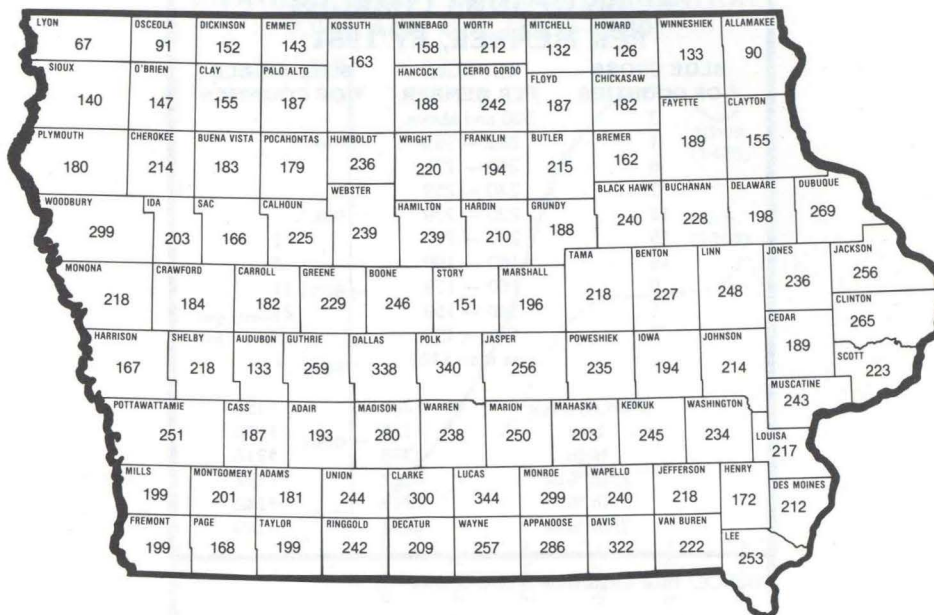 LYON OSCEOLA DICKINSON EMMET KOSSUTH WINNEBAGO WORTH MITCHELL HOWARD WINNESHIEK ALLAMAKEE
67 91 152 143 163 158 212 132 126 133 90
SIOUX O'BRIEN CLAY PALO ALTO HANCOCK CERRO GORDO FLOYD CHICKASAW FAYETTE CLAYTON
140 147 155 187 188 242 187 182 189 155
PLYMOUTH CHEROKEE BUENA VISTA POCAHONTAS HUMBOLDT WRIGHT FRANKLIN BUTLER BREMER
180 214 183 179 236 220 194 215 162
WOODBURY IDA SAC CALHOUN WEBSTER HAMILTON HARDIN GRUNDY BLACK HAWK BUCHANAN DELAWARE DUBUQUE
299 203 166 225 239 239 210 188 240 228 198 269
MONONA CRAWFORD CARROLL GREENE BOONE STORY MARSHALL TAMA BENTON LINN JONES JACKSON
218 184 182 229 246 151 196 218 227 248 236 256
CLINTON
265
HARRISON SHELBY AUDUBON GUTHRIE DALLAS POLK JASPER POWESHIEK IOWA JOHNSON CEDAR SCOTT
167 218 133 259 338 340 256 235 194 214 189 223
MUSCATINE
243
POTTAWATTAMIE CASS ADAIR MADISON WARREN MARION MAHASKA KEOKUK WASHINGTON LOUISA
251 187 193 280 238 250 203 245 234 217
MILLS MONTGOMERY ADAMS UNION CLARKE LUCAS MONROE WAPELLO JEFFERSON HENRY DES MOINES
199 201 181 244 300 344 299 240 218 172 212
FREMONT PAGE TAYLOR RINGGOLD DECATUR WAYNE APPANOOSE DAVIS VAN BUREN LEE
199 168 199 242 209 257 286 322 222 253